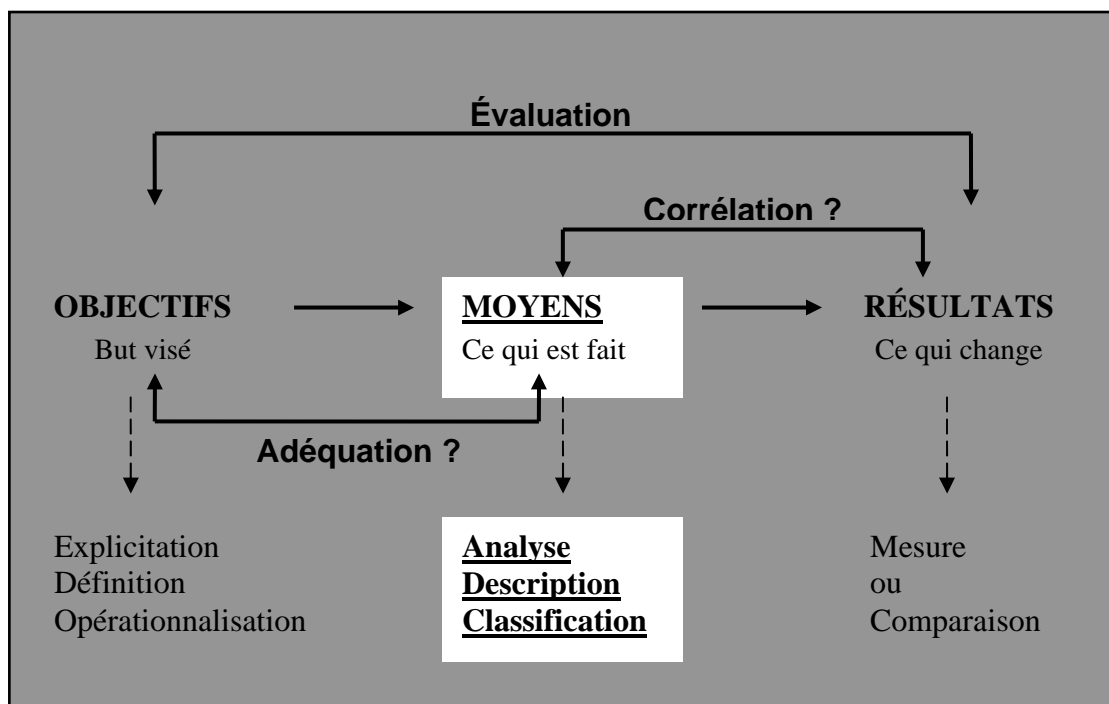 Évaluation
Corrélation ?
OBJECTIFS
But visé
MOYENS
Ce qui est fait
RÉSULTATS
Ce qui change
Adéquation ?
Explicitation
Définition
Opérationnalisation
Analyse
Description
Classification
Mesure
ou
Comparaison